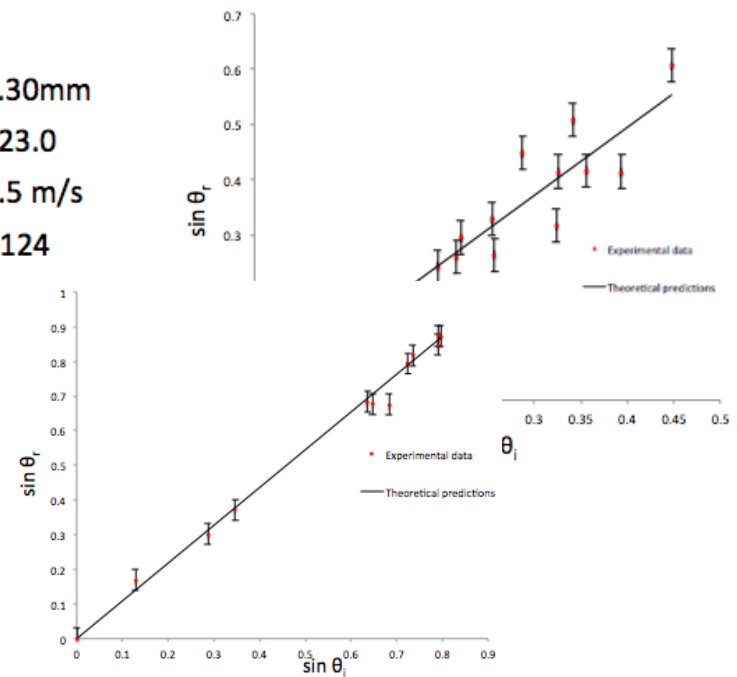 .30mm
23.0
.5 m/s
124
0.7
0.6
0.5
0.4
0.3
sin θr
Experimental data
Theoretical predictions
0.3 0.35 0.4 0.45 0.5
θi
1
0.9
0.8
0.7
0.6
0.5
0.4
0.3
0.2
0.1
0
sin θr
Experimental data
Theoretical predictions
0 0.1 0.2 0.3 0.4 0.5 0.6 0.7 0.8 0.9
sin θi